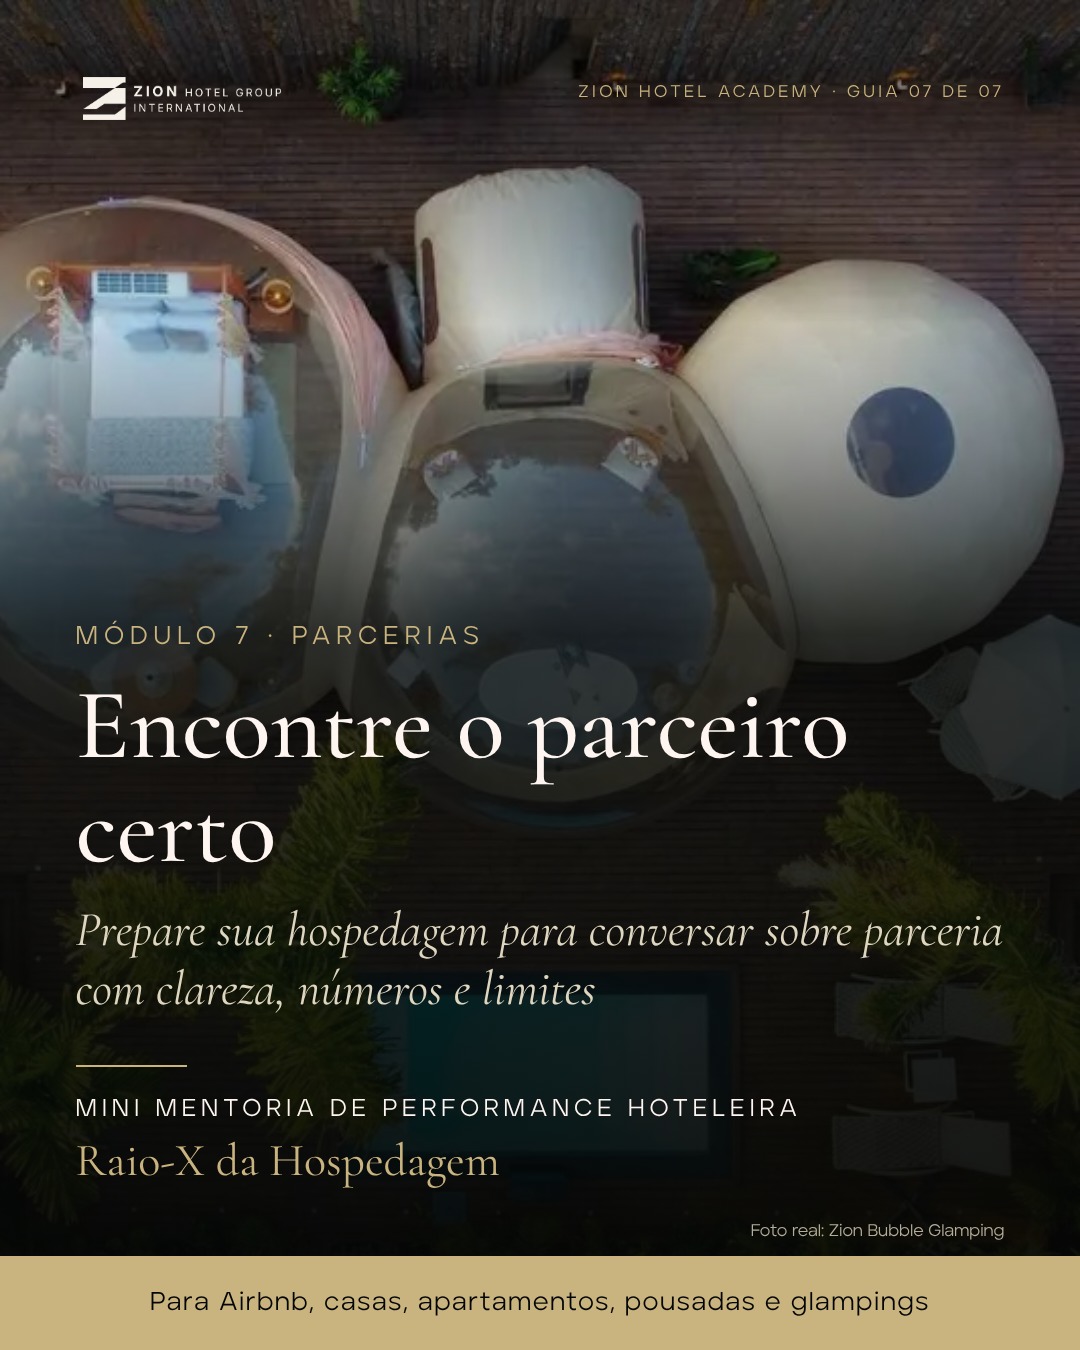 ZION HOTEL GROUP
INTERNATIONAL
ZION HOTEL ACADEMY · GUIA 07 DE 07
MÓDULO 7 · PARCERIAS
Encontre o parceiro
certo
Prepare sua hospedagem para conversar sobre parceria
com clareza, números e limites
MINI MENTORIA DE PERFORMANCE HOTELEIRA
Raio-X da Hospedagem
Foto real: Zion Bubble Glamping
Para Airbnb, casas, apartamentos, pousadas e glampings